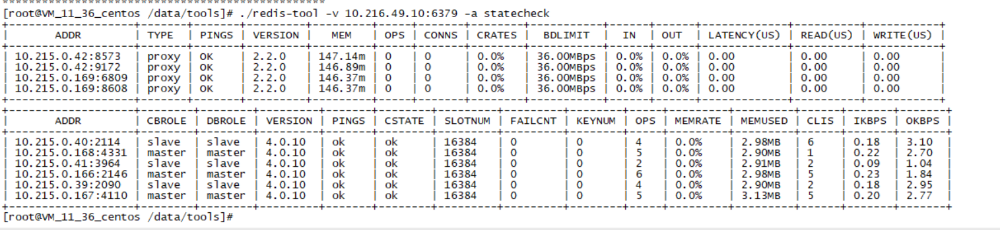 **************************************************
[root@VM_11_36_centos /data/tools]# ./redis-tool -v 10.216.49.10:6379 -a statecheck
| ADDR | TYPE | PINGS | VERSION | MEM | OPS | CONNS | CRATES | BDLIMIT | IN | OUT | LATENCY(US) | READ(US) | WRITE(US) |
| 10.215.0.42:8573 | proxy | OK | 2.2.0 | 147.14m | 0 | 0 | 0.0% | 36.00MBps | 0.0% | 0.0% | 0.00 | 0.00 | 0.00 |
| 10.215.0.42:9172 | proxy | OK | 2.2.0 | 146.89m | 0 | 0 | 0.0% | 36.00MBps | 0.0% | 0.0% | 0.00 | 0.00 | 0.00 |
| 10.215.0.169:6809 | proxy | OK | 2.2.0 | 146.37m | 0 | 0 | 0.0% | 36.00MBps | 0.0% | 0.0% | 0.00 | 0.00 | 0.00 |
| 10.215.0.169:8608 | proxy | OK | 2.2.0 | 146.37m | 0 | 0 | 0.0% | 36.00MBps | 0.0% | 0.0% | 0.00 | 0.00 | 0.00 |
| ADDR | CBROLE | DBROLE | VERSION | PINGS | CSTATE | SLOTNUM | FAILCNT | KEYNUM | OPS | MEMRATE | MEMUSED | CLIS | IKBPS | OKBPS |
| 10.215.0.40:2114 | slave | slave | 4.0.10 | ok | ok | 16384 | 0 | 0 | 4 | 0.0% | 2.98MB | 6 | 0.18 | 3.10 |
| 10.215.0.168:4331 | master | master | 4.0.10 | ok | ok | 16384 | 0 | 0 | 5 | 0.0% | 2.90MB | 1 | 0.22 | 2.70 |
| 10.215.0.41:3964 | slave | slave | 4.0.10 | ok | ok | 16384 | 0 | 0 | 2 | 0.0% | 2.91MB | 2 | 0.09 | 1.04 |
| 10.215.0.166:2146 | master | master | 4.0.10 | ok | ok | 16384 | 0 | 0 | 6 | 0.0% | 2.98MB | 5 | 0.23 | 1.84 |
| 10.215.0.39:2090 | slave | slave | 4.0.10 | ok | ok | 16384 | 0 | 0 | 4 | 0.0% | 2.90MB | 2 | 0.18 | 2.95 |
| 10.215.0.167:4110 | master | master | 4.0.10 | ok | ok | 16384 | 0 | 0 | 5 | 0.0% | 3.13MB | 5 | 0.20 | 2.77 |
[root@VM_11_36_centos /data/tools]#